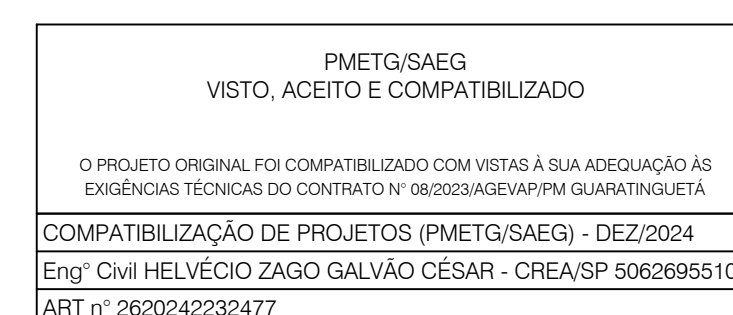 PMETG/SAEG
VISTO, ACEITO E COMPATIBILIZADO
O PROJETO ORIGINAL FOI COMPATIBILIZADO COM VISTAS À SUA ADEQUAÇÃO ÀS
EXIGÊNCIAS TÉCNICAS DO CONTRATO N° 08/2023/AGEVAP/PM GUARATINGUETÁ
COMPATIBILIZAÇÃO DE PROJETOS (PMETG/SAEG) - DEZ/2024
Eng° Civil HELVÉCIO ZAGO GALVÃO CÉSAR - CREA/SP 5062695510
ART n° 2620242232477